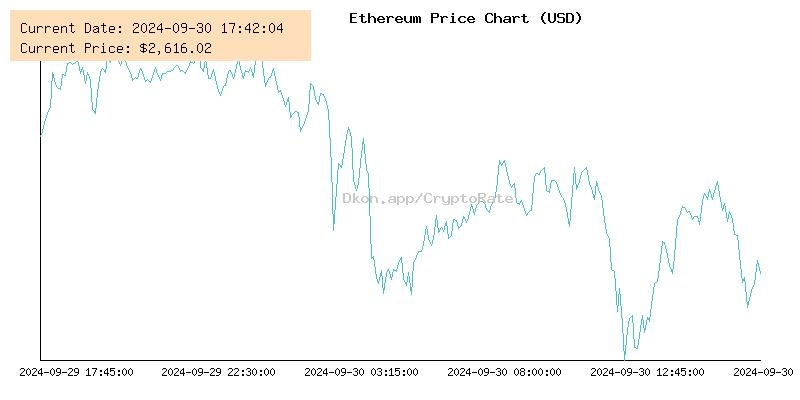 Ethereum Price Chart (USD)
Current Date: 2024-09-30 17:42:04
Current Price: $2,616.02
Dkon.app/CryptoRate
2024-09-29 17:45:00 2024-09-29 22:30:00 2024-09-30 03:15:00 2024-09-30 08:00:00 2024-09-30 12:45:00 2024-09-30